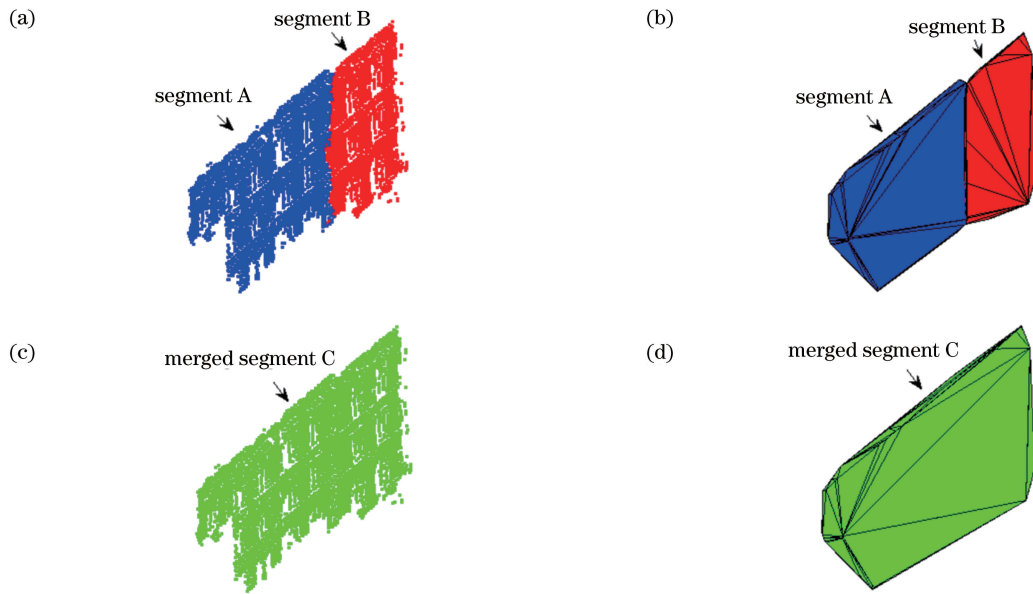 (a)
segment B
segment A
(b)
segment B
segment A
(c)
merged segment C
(d)
merged segment C